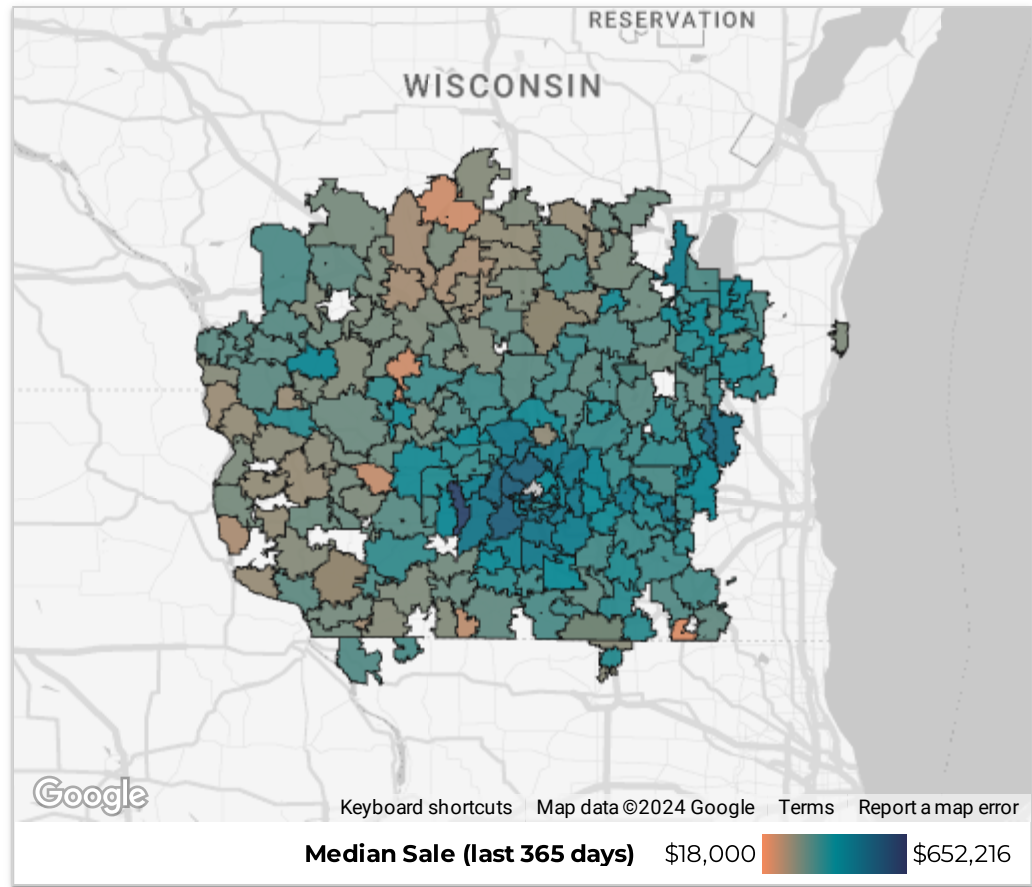 RESERVATION
WISCONSIN
Google
Keyboard shortcuts Map data ©2024 Google Terms Report a map error
Median Sale (last 365 days) $18,000 $652,216